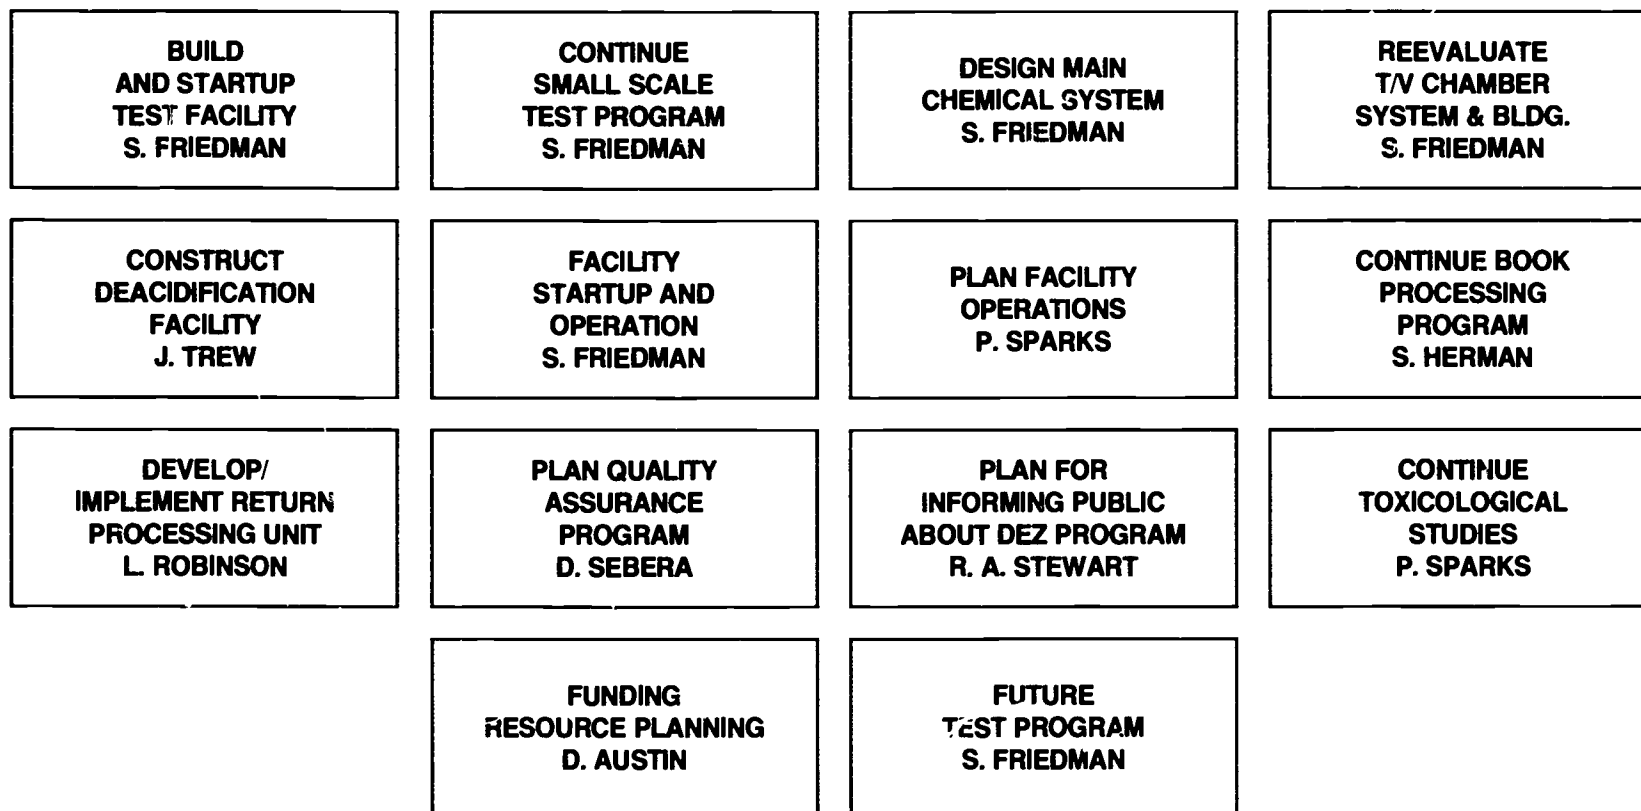 BUILD
AND STARTUP
TEST FACILITY
S. FRIEDMAN
CONTINUE
SMALL SCALE
TEST PROGRAM
S. FRIEDMAN
DESIGN MAIN
CHEMICAL SYSTEM
S. FRIEDMAN
REEVALUATE
T/V CHAMBER
SYSTEM & BLDG.
S. FRIEDMAN
CONSTRUCT
DEACIDIFICATION
FACILITY
J. TREW
FACILITY
STARTUP AND
OPERATION
S. FRIEDMAN
PLAN FACILITY
OPERATIONS
P. SPARKS
CONTINUE BOOK
PROCESSING
PROGRAM
S. HERMAN
DEVELOP/
IMPLEMENT RETURN
PROCESSING UNIT
L. ROBINSON
PLAN QUALITY
ASSURANCE
PROGRAM
D. SEBERA
PLAN FOR
INFORMING PUBLIC
ABOUT DEZ PROGRAM
R. A. STEWART
CONTINUE
TOXICOLOGICAL
STUDIES
P. SPARKS
FUNDING
RESOURCE PLANNING
D. AUSTIN
FUTURE
TEST PROGRAM
S. FRIEDMAN